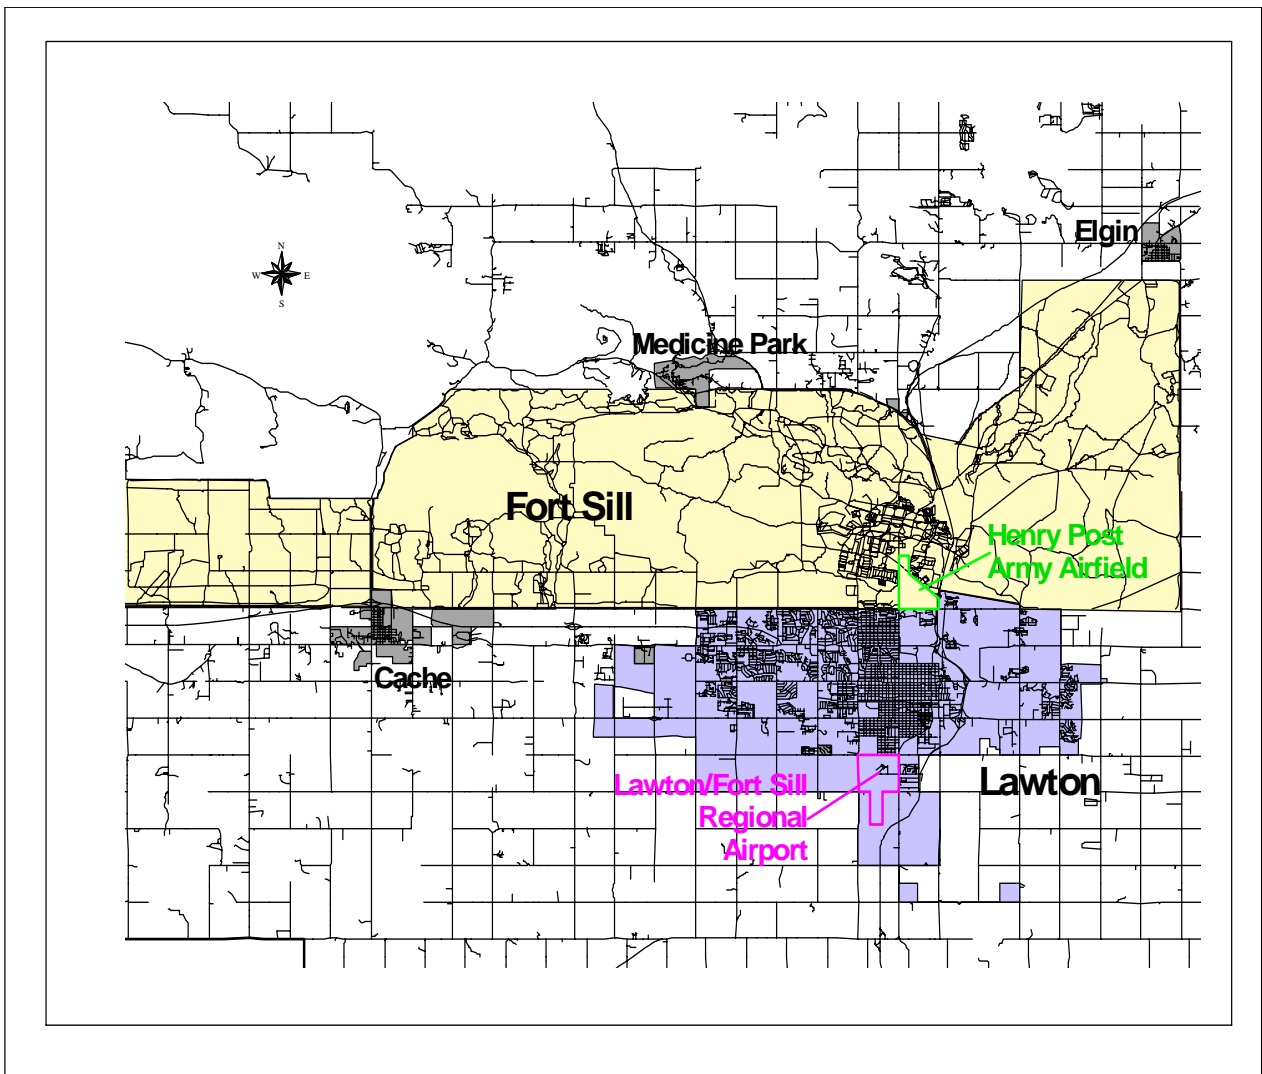 Elgin
N
W
E
S
Medicine Park
Fort Sill
Henry Post
Army Airfield
Cache
Lawton/Fort Sill
Regional
Airport
Lawton